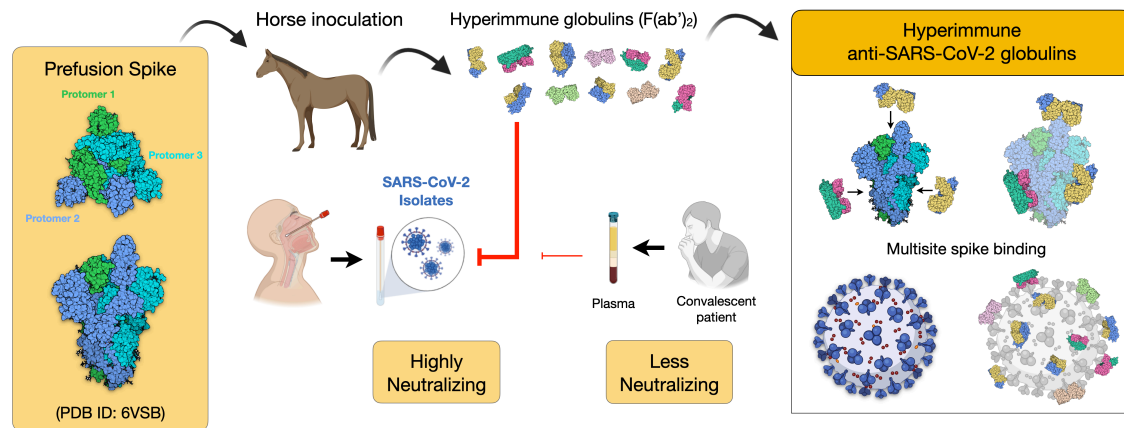 Prefusion Spike
Protomer 1
Protomer 3
Protomer 2
(PDB ID: 6VSB)
Horse inoculation
Hyperimmune globulins (F(ab’)₂)
SARS-CoV-2
Isolates
Plasma
Convalescent
patient
Highly
Neutralizing
Less
Neutralizing
Hyperimmune
anti-SARS-CoV-2 globulins
Multisite spike binding